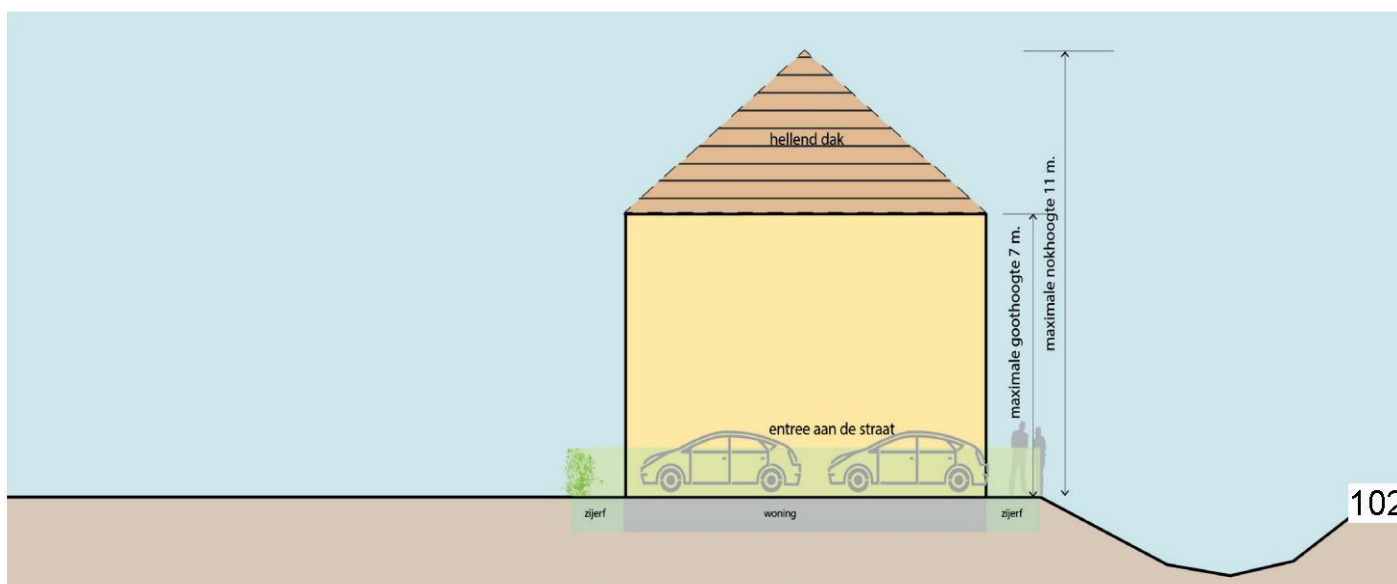 hellend dak
maximale goothoogte 7 m.
maximale nokhoogte 11 m.
entree aan de straat
zijerf
woning
zijerf
102